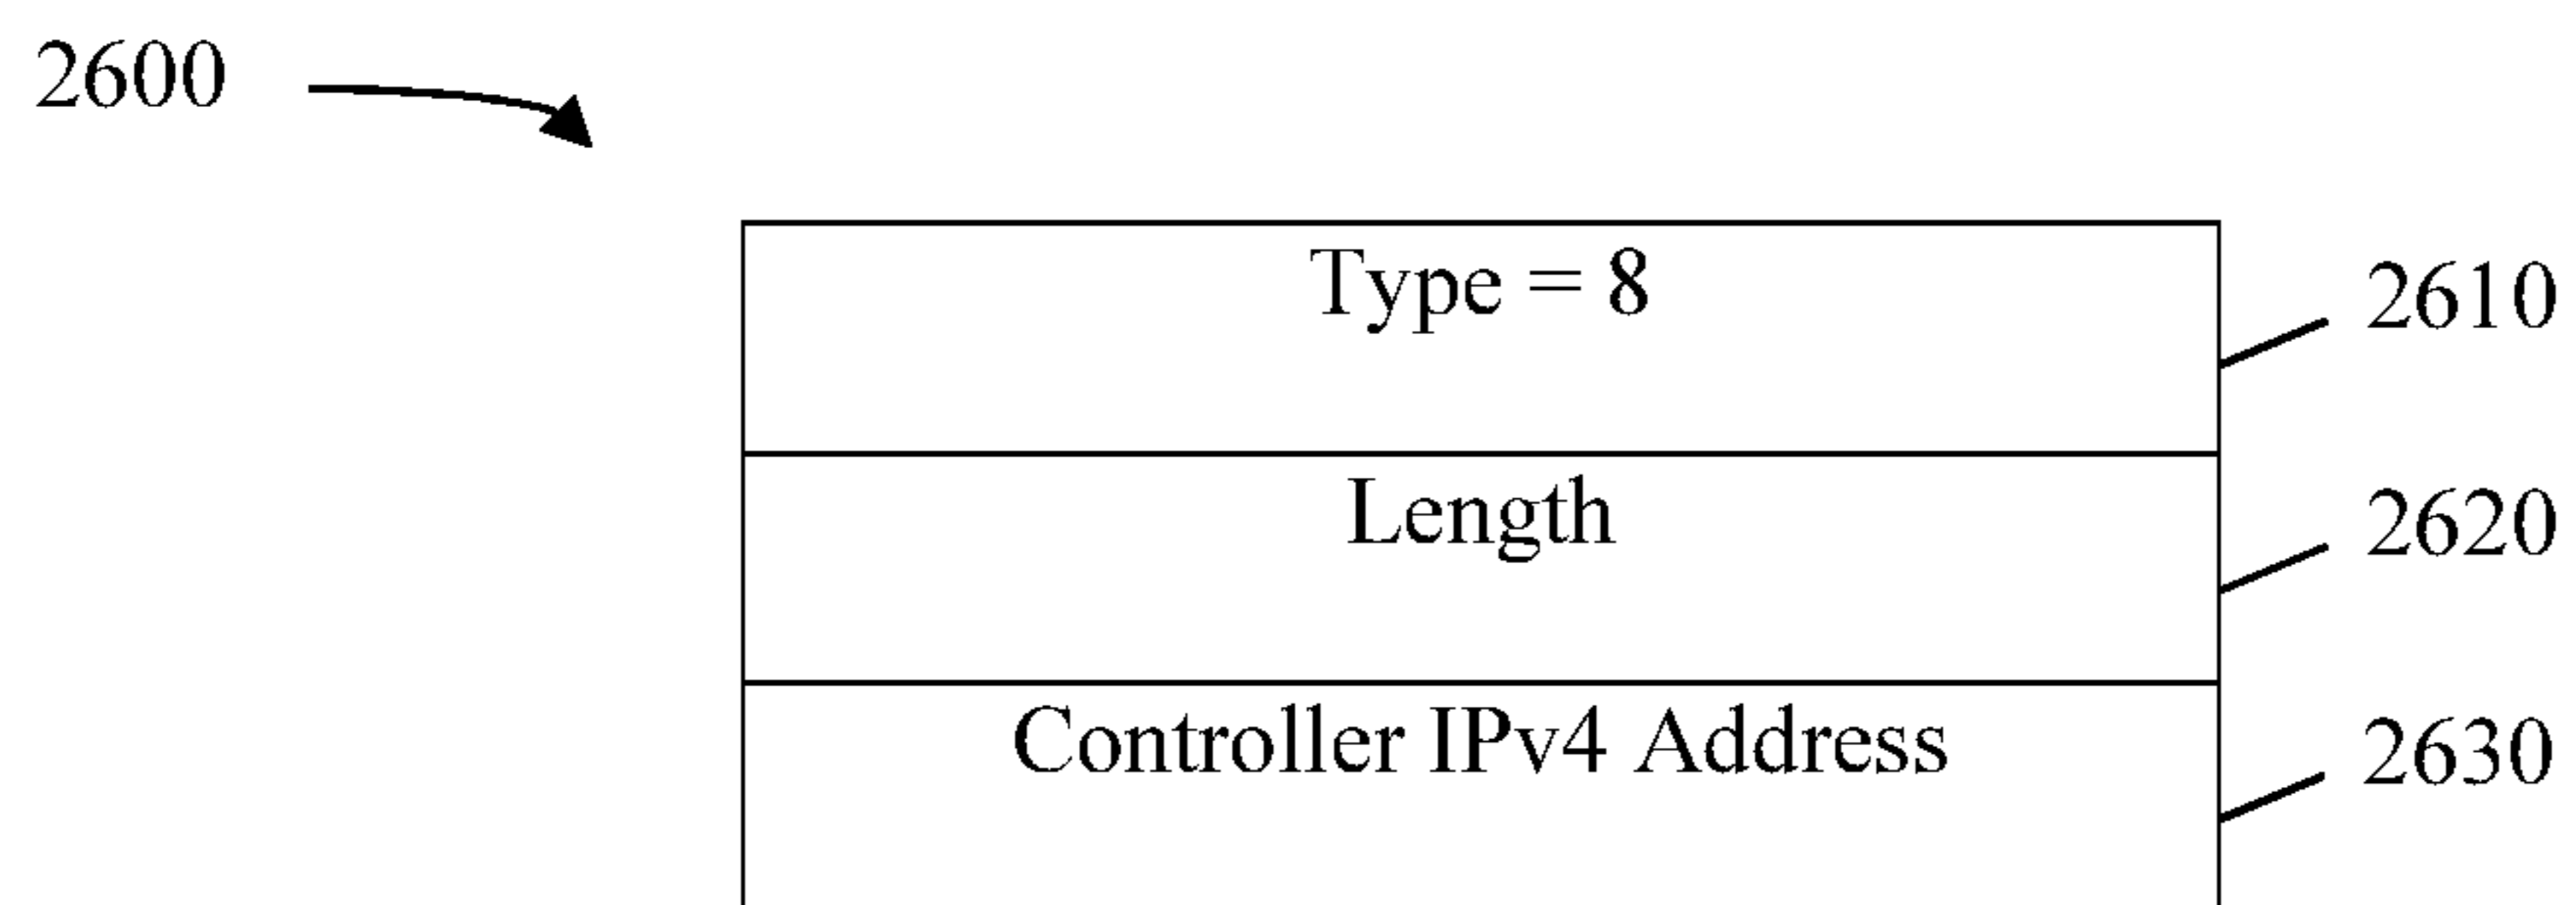 2600
Type = 8
2610
Length
2620
Controller IPv4 Address
2630